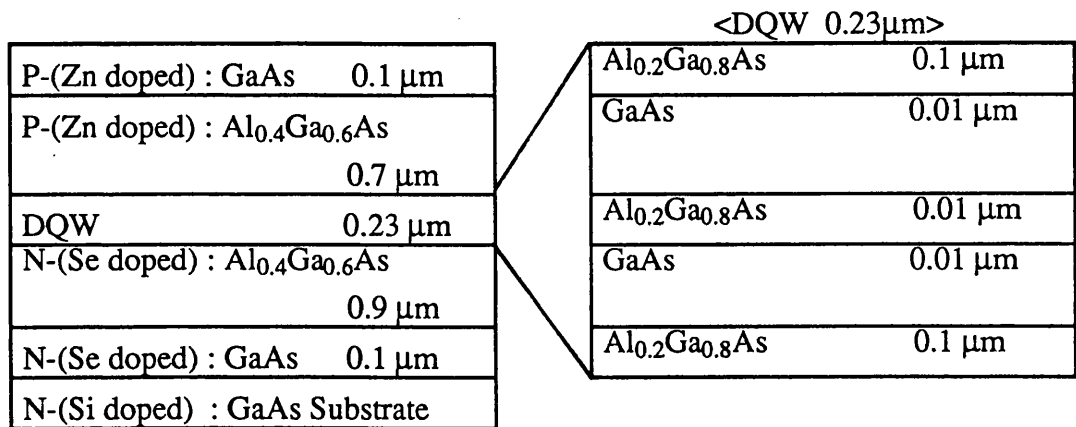 <DQW 0.23µm>
P-(Zn doped) : GaAs 0.1 µm
P-(Zn doped) : Al₀.₄Ga₀.₆As
0.7 µm
DQW 0.23 µm
N-(Se doped) : Al₀.₄Ga₀.₆As
0.9 µm
N-(Se doped) : GaAs 0.1 µm
N-(Si doped) : GaAs Substrate
Al₀.₂Ga₀.₈As 0.1 µm
GaAs 0.01 µm
Al₀.₂Ga₀.₈As 0.01 µm
GaAs 0.01 µm
Al₀.₂Ga₀.₈As 0.1 µm